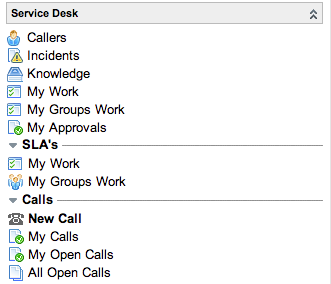 Service Desk
Callers
Incidents
Knowledge
My Work
My Groups Work
My Approvals
SLA's
My Work
My Groups Work
Calls
New Call
My Calls
My Open Calls
All Open Calls